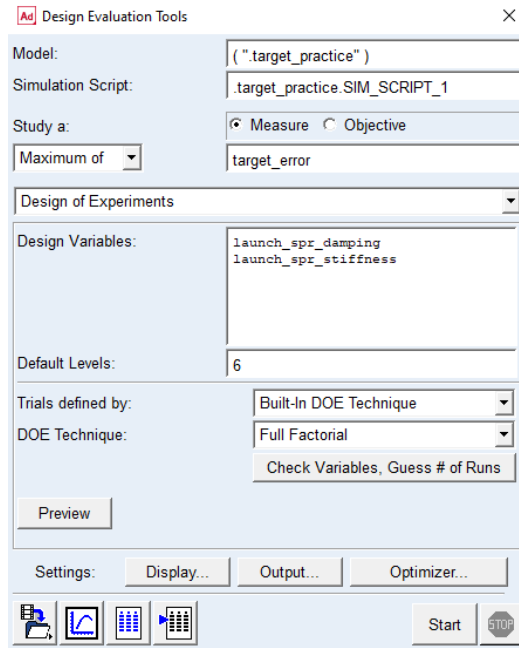 Ad Design Evaluation Tools
Model: ( ".target_practice" )
Simulation Script: .target_practice.SIM_SCRIPT_1
Study a: Measure Objective
Maximum of target_error
Design of Experiments
Design Variables: launch_spr_damping
launch_spr_stiffness
Default Levels: 6
Trials defined by: Built-In DOE Technique
DOE Technique: Full Factorial
Check Variables, Guess # of Runs
Preview
Settings: Display... Output... Optimizer...
Start STOP